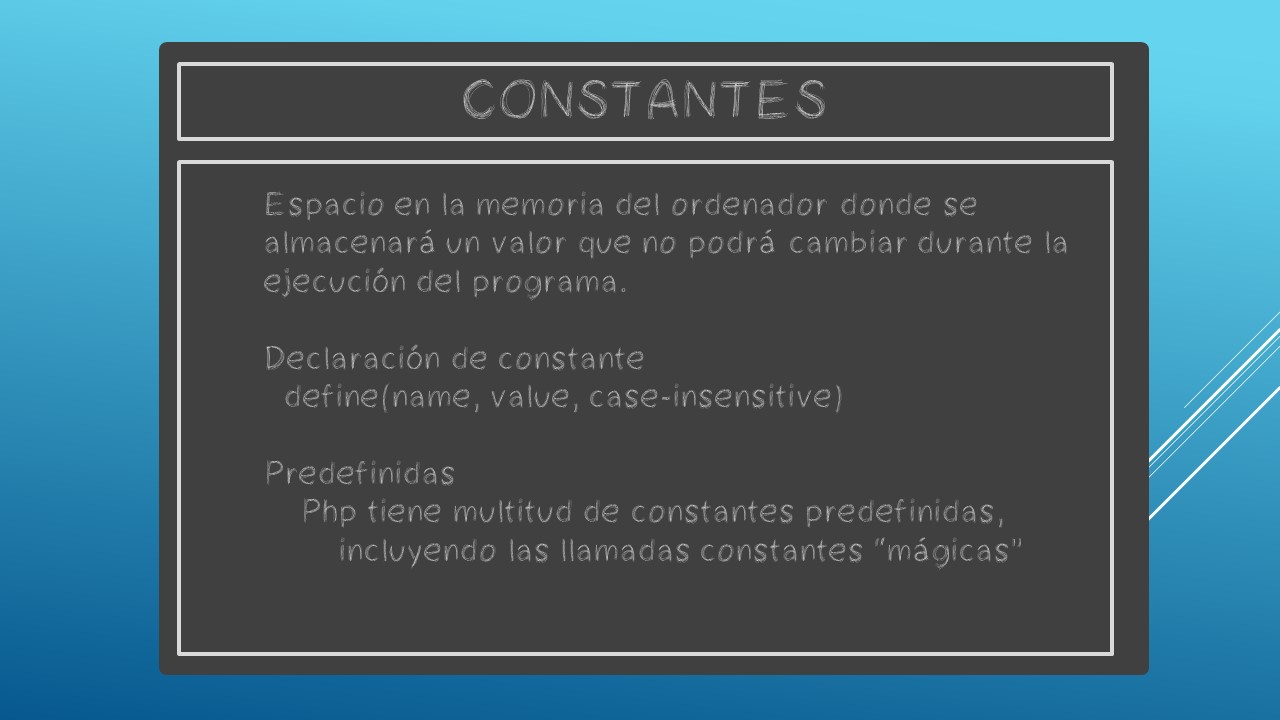 CONSTANTES
Espacio en la memoria del ordenador donde se
almacenará un valor que no podrá cambiar durante la
ejecución del programa.
Declaración de constante
define(name, value, case-insensitive)
Predefinidas
Php tiene multitud de constantes predefinidas,
incluyendo las llamadas constantes “mágicas”